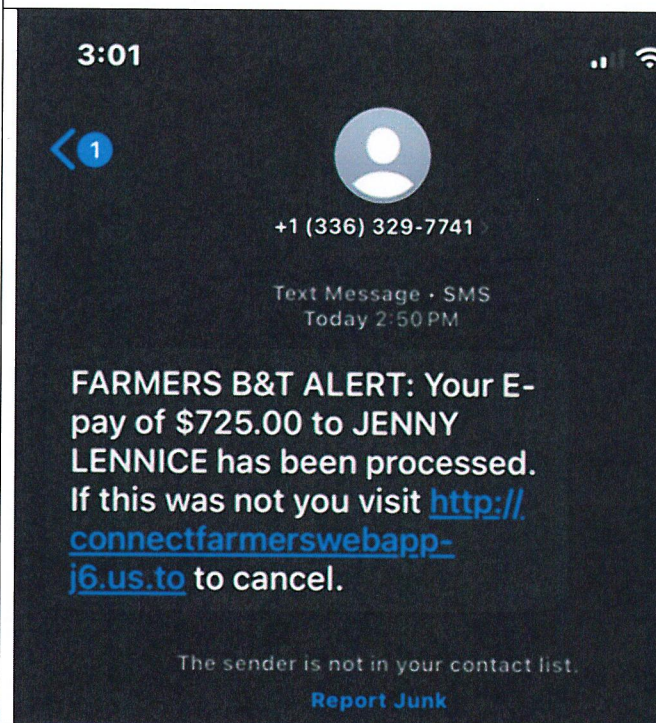 3:01
1
+1 (336) 329-7741 >
Text Message • SMS
Today 2:50 PM
FARMERS B&T ALERT: Your E-
pay of $725.00 to JENNY
LENNICE has been processed.
If this was not you visit http://
connectfarmerswebapp-
j6.us.to to cancel.
The sender is not in your contact list.
Report Junk